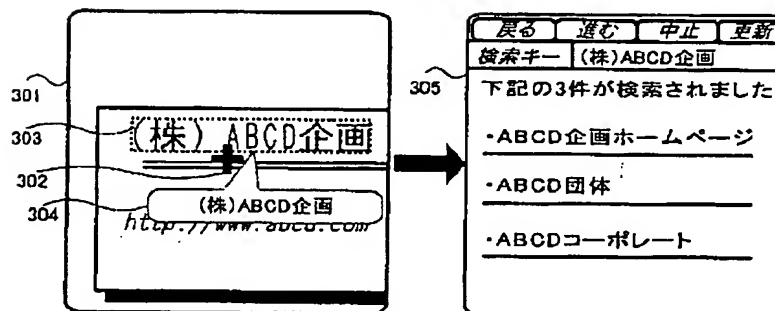 301
303
302
304
(株) ABCD企画
(株)ABCD企画
http://www.abcd.com
305
戻る 進む 中止 更新
検索キー (株)ABCD企画
下記の3件が検索されました
・ABCD企画ホームページ
・ABCD団体
・ABCDコーポレート